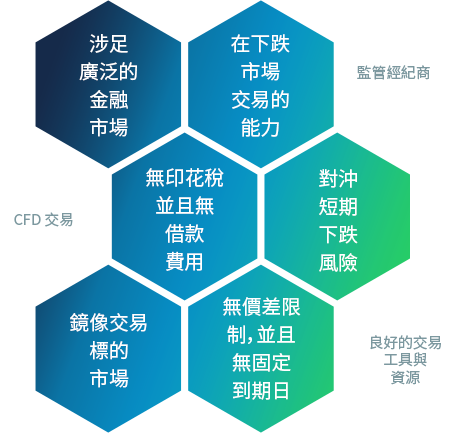 涉足
廣泛的
金融
市場
在下跌
市場
交易的
能力
監管經紀商
CFD 交易
無印花稅
並且無
借款
費用
對沖
短期
下跌
風險
鏡像交易
標的
市場
無價差限
制，並且
無固定
到期日
良好的交易
工具與
資源